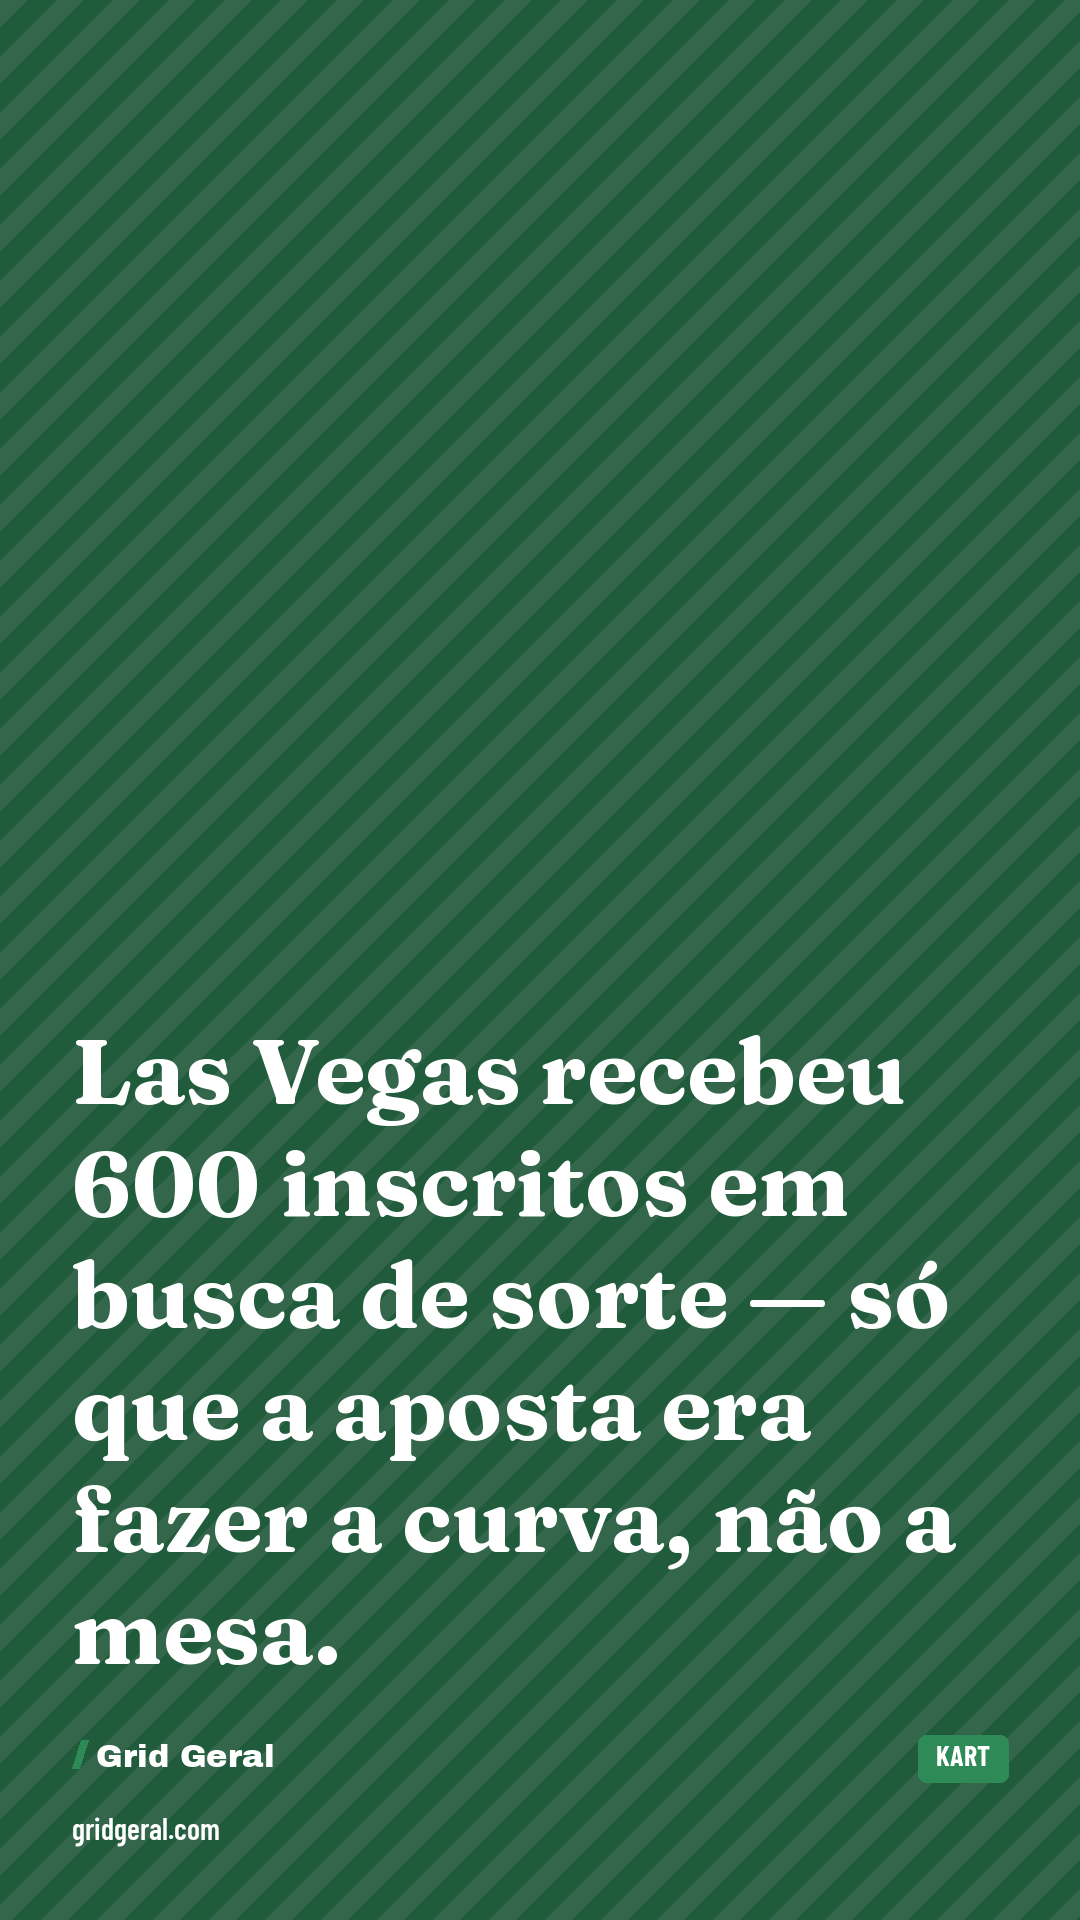 Las Vegas recebeu
600 inscritos em
busca de sorte — só
que a aposta era
fazer a curva, não a
mesa.
/ Grid Geral
KART
gridgeral.com